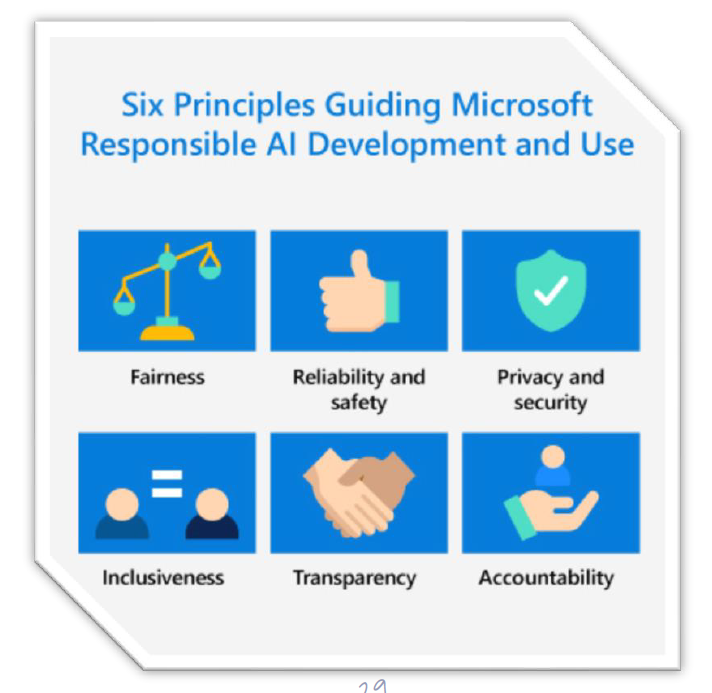 Six Principles Guiding Microsoft
Responsible AI Development and Use
Fairness
Reliability and
safety
Privacy and
security
Inclusiveness
Transparency
Accountability